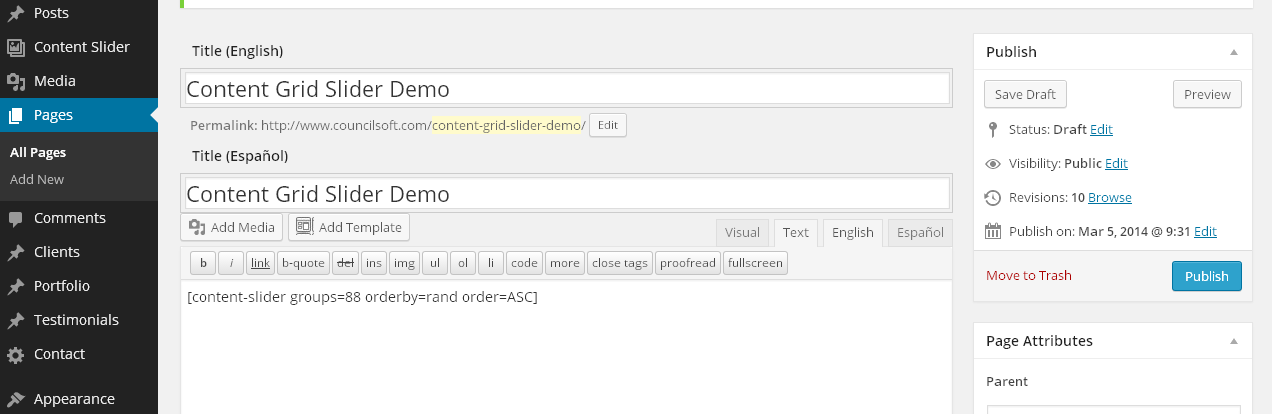 Posts
Content Slider
Media
Pages
All Pages
Add New
Comments
Clients
Portfolio
Testimonials
Contact
Appearance
Title (English)
Content Grid Slider Demo
Permalink: http://www.councilsoft.com/content-grid-slider-demo/ Edit
Title (Español)
Content Grid Slider Demo
Add Media Add Template Visual Text English Español
b i link b-quote del ins img ul ol li code more close tags proofread fullscreen
[content-slider groups=88 orderby=rand order=ASC]
Publish
Save Draft Preview
Status: Draft Edit
Visibility: Public Edit
Revisions: 10 Browse
Publish on: Mar 5, 2014 @ 9:31 Edit
Move to Trash Publish
Page Attributes
Parent